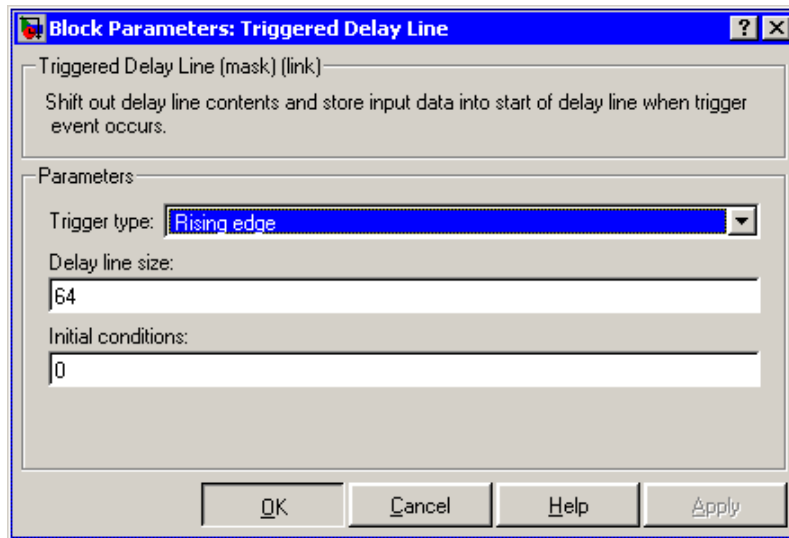 Block Parameters: Triggered Delay Line
Triggered Delay Line (mask) (link)
Shift out delay line contents and store input data into start of delay line when trigger
event occurs.
Parameters
Trigger type: Rising edge
Delay line size:
64
Initial conditions:
0
OK Cancel Help Apply